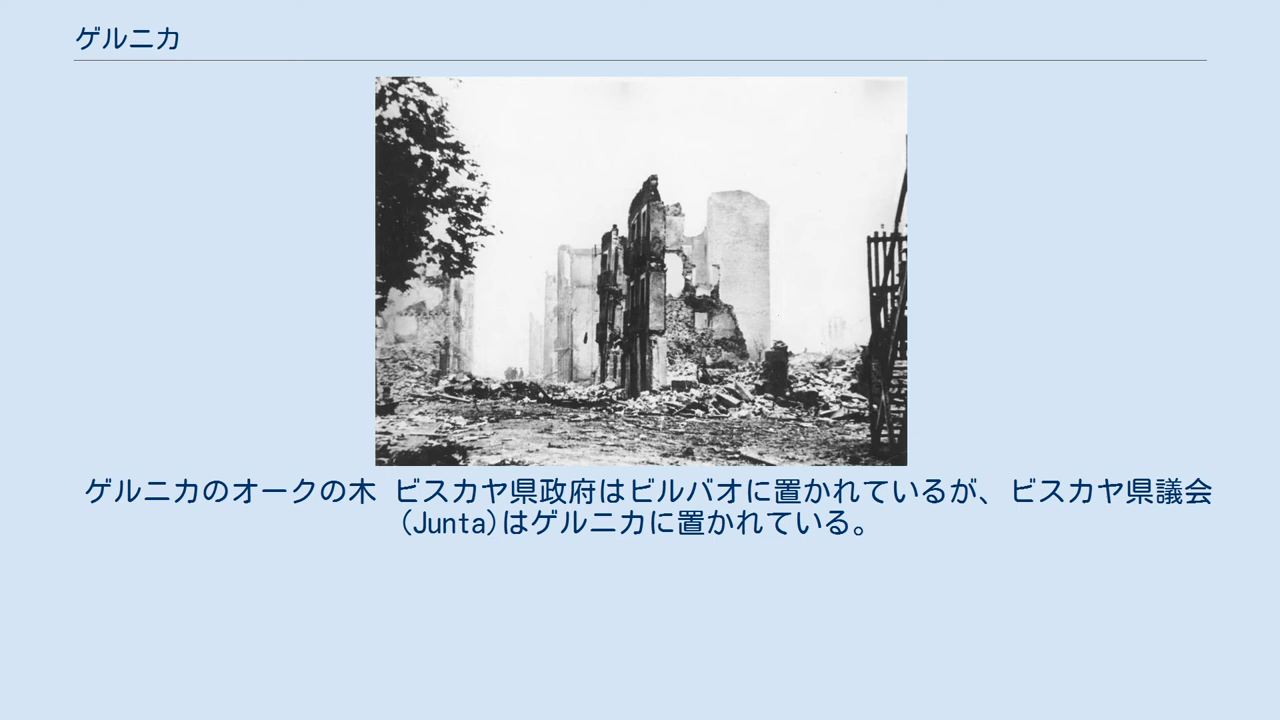 ゲルニカ
ゲルニカのオークの木 ビスカヤ県政府はビルバオに置かれているが、ビスカヤ県議会
(Junta)はゲルニカに置かれている。